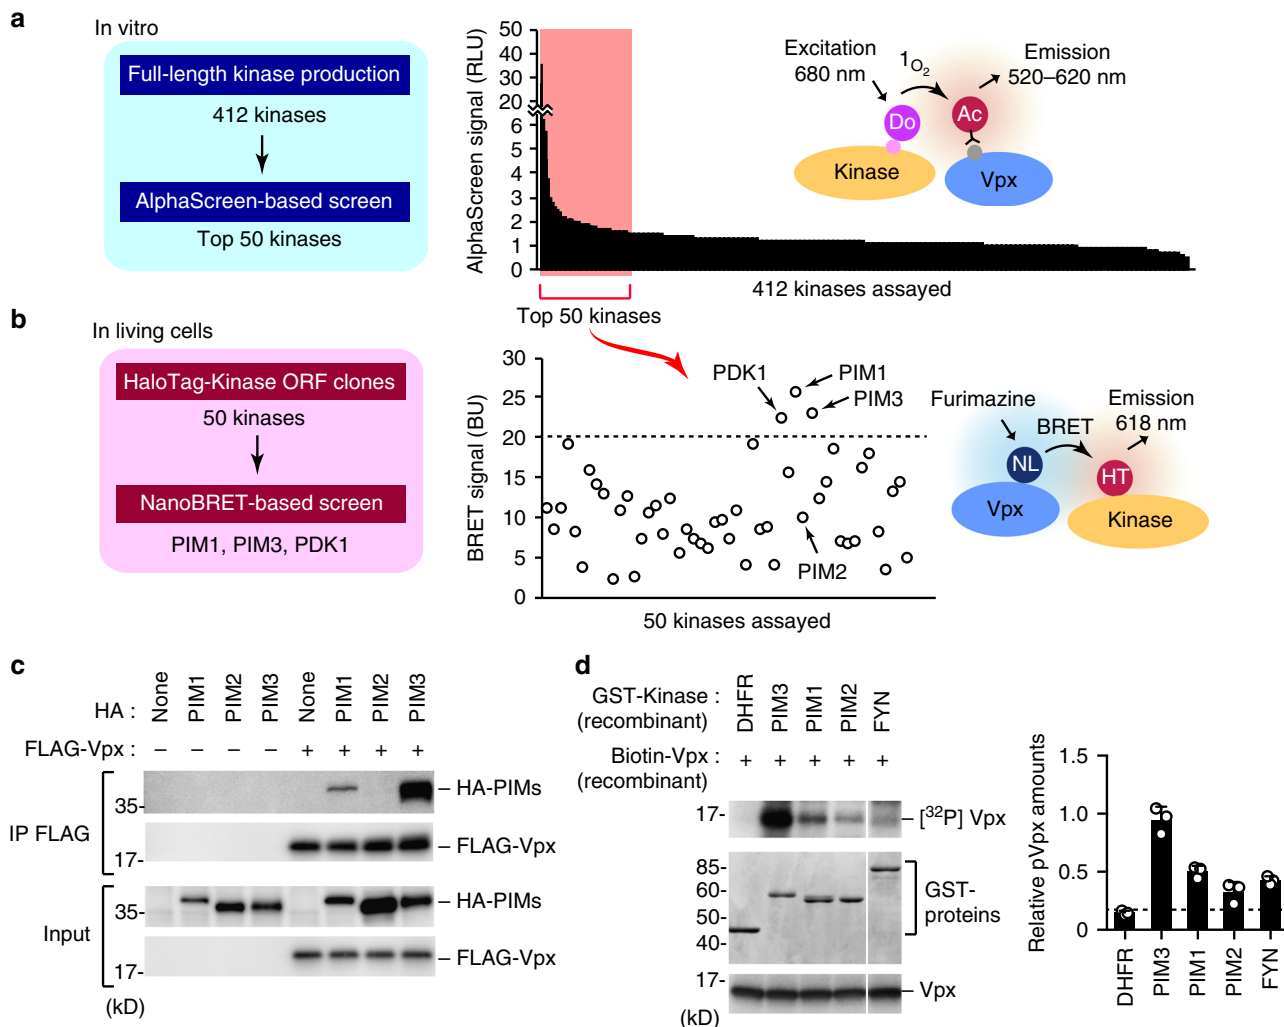 a
In vitro
Full-length kinase production
412 kinases
AlphaScreen-based screen
Top 50 kinases
AlphaScreen signal (RLU)
50
40
30
20
6
5
4
3
2
1
0
412 kinases assayed
Top 50 kinases
Excitation
680 nm
1O2
Emission
520–620 nm
Do
Ac
Kinase
Vpx
b
In living cells
HaloTag-Kinase ORF clones
50 kinases
NanoBRET-based screen
PIM1, PIM3, PDK1
BRET signal (BU)
30
25
20
15
10
5
0
PDK1
PIM1
PIM3
PIM2
50 kinases assayed
Furimazine
BRET
Emission
618 nm
NL
HT
Vpx
Kinase
c
HA :
None
PIM1
PIM2
PIM3
None
PIM1
PIM2
PIM3
FLAG-Vpx : – – – – + + + +
IP FLAG
35-
– HA-PIMs
17-
– FLAG-Vpx
Input
35-
– HA-PIMs
17-
– FLAG-Vpx
(kD)
d
GST-Kinase :
(recombinant)
DHFR
PIM3
PIM1
PIM2
FYN
Biotin-Vpx : + + + + +
(recombinant)
17-
– [32P] Vpx
85-
60-
50-
40-
GST-
proteins
17-
– Vpx
(kD)
Relative pVpx amounts
1.5
1.0
0.5
0
DHFR
PIM3
PIM1
PIM2
FYN